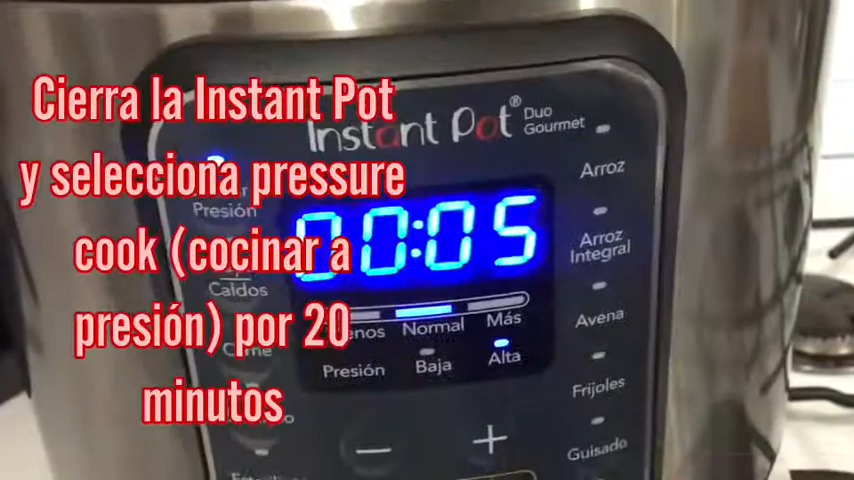 Cierra la Instant Pot
y selecciona pressure
cook (cocinar a
presión) por 20
minutos
Instant Pot® Duo
Gourmet
Presión
Caldos
00:05
Normal
Más
Presión
Baja
Alta
Arroz
Arroz
Integral
Avena
Frijoles
Guisado